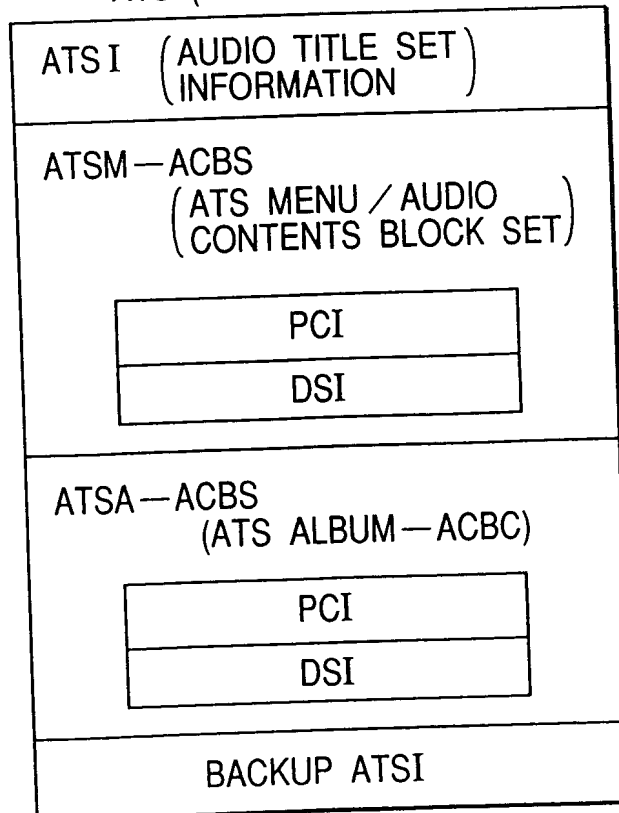 ATSI (AUDIO TITLE SET
INFORMATION)
ATSM—ACBS
(ATS MENU / AUDIO
CONTENTS BLOCK SET)
PCI
DSI
ATSA—ACBS
(ATS ALBUM—ACBC)
PCI
DSI
BACKUP ATSI